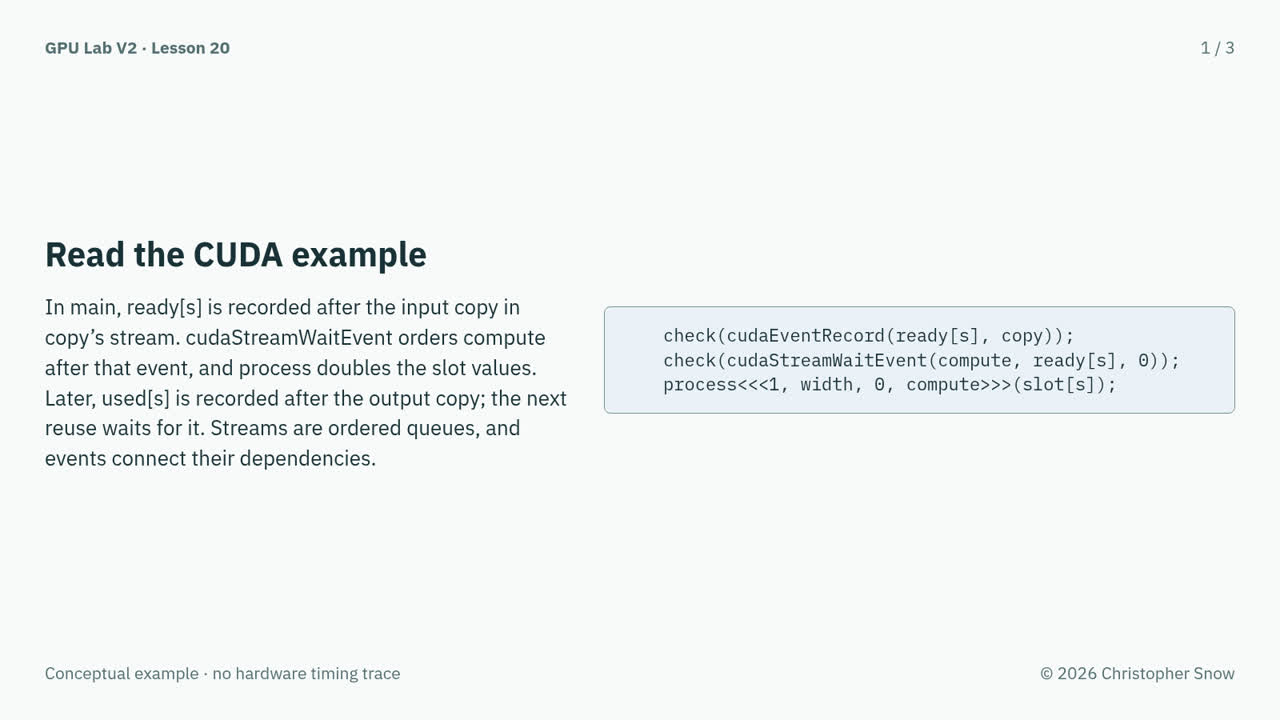 GPU Lab V2 · Lesson 20
1 / 3
Read the CUDA example
In main, ready[s] is recorded after the input copy in
copy’s stream. cudaStreamWaitEvent orders compute
after that event, and process doubles the slot values.
Later, used[s] is recorded after the output copy; the next
reuse waits for it. Streams are ordered queues, and
events connect their dependencies.
check(cudaEventRecord(ready[s], copy));
check(cudaStreamWaitEvent(compute, ready[s], 0));
process<<<1, width, 0, compute>>>(slot[s]);
Conceptual example · no hardware timing trace
© 2026 Christopher Snow